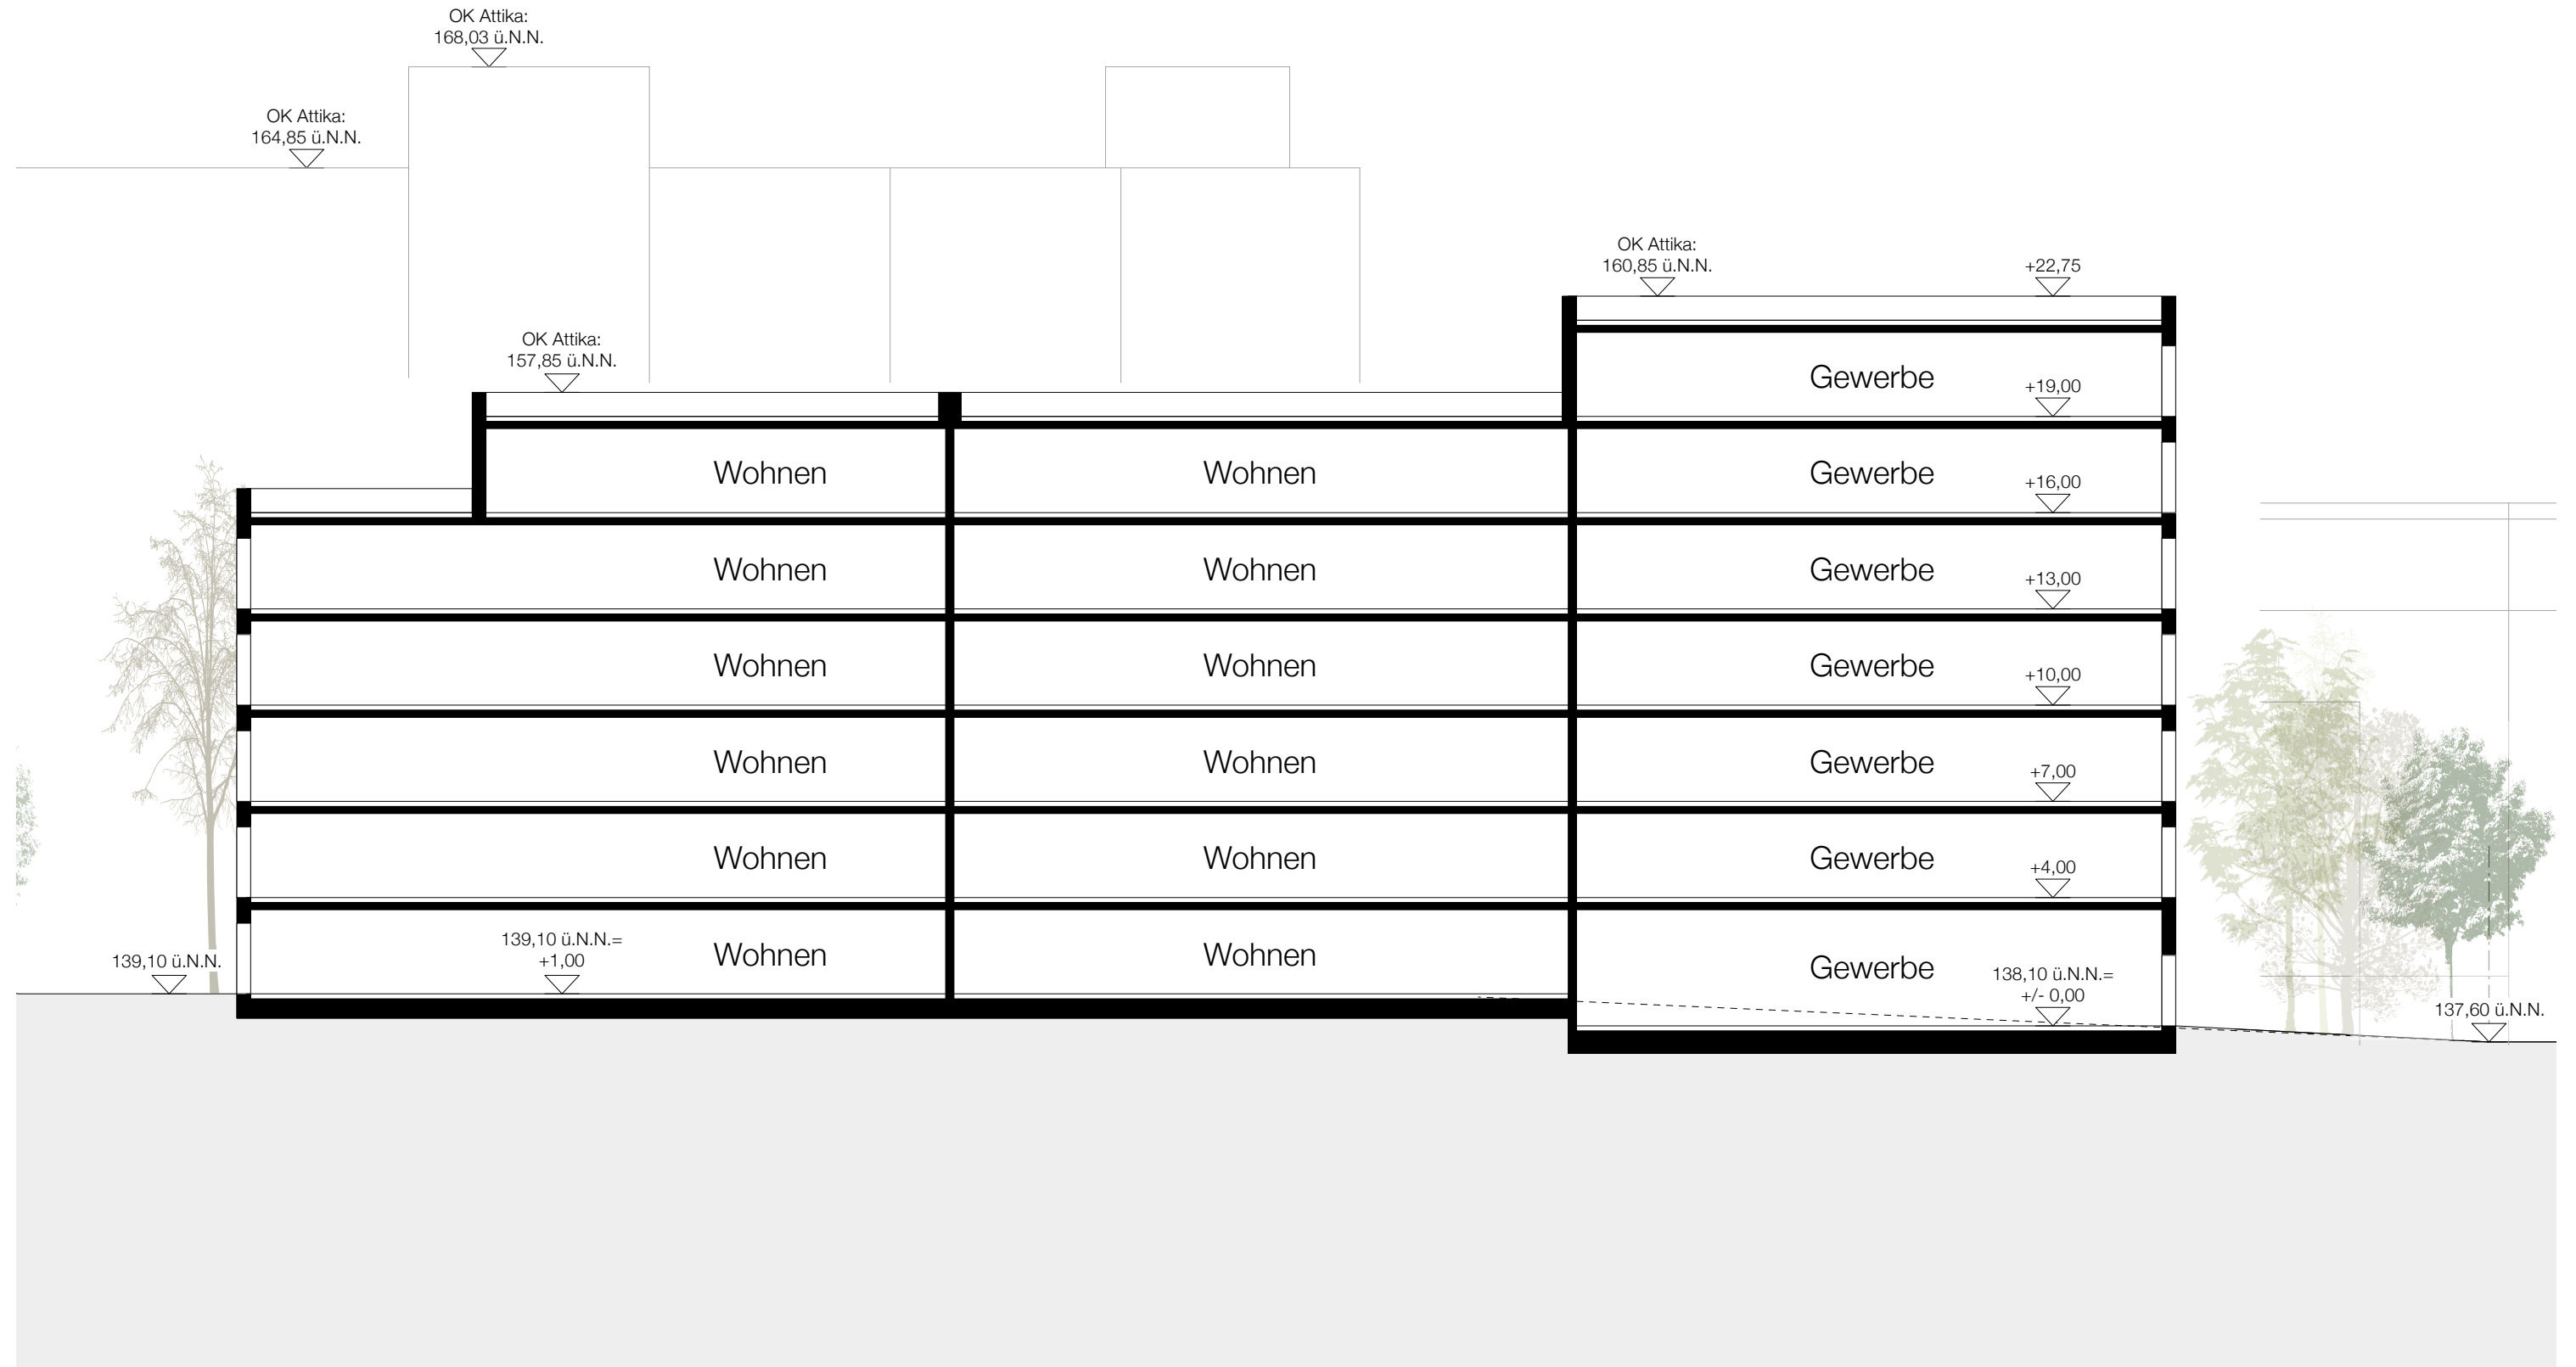 OK Attika:
168,03 ü.N.N.
OK Attika:
164,85 ü.N.N.
OK Attika:
160,85 ü.N.N.
+22,75
OK Attika:
157,85 ü.N.N.
Gewerbe
+19,00
Wohnen
Wohnen
Gewerbe
+16,00
Wohnen
Wohnen
Gewerbe
+13,00
Wohnen
Wohnen
Gewerbe
+10,00
Wohnen
Wohnen
Gewerbe
+7,00
Wohnen
Wohnen
Gewerbe
+4,00
139,10 ü.N.N.
139,10 ü.N.N.=
+1,00
Wohnen
Wohnen
Gewerbe
138,10 ü.N.N.=
+/- 0,00
137,60 ü.N.N.